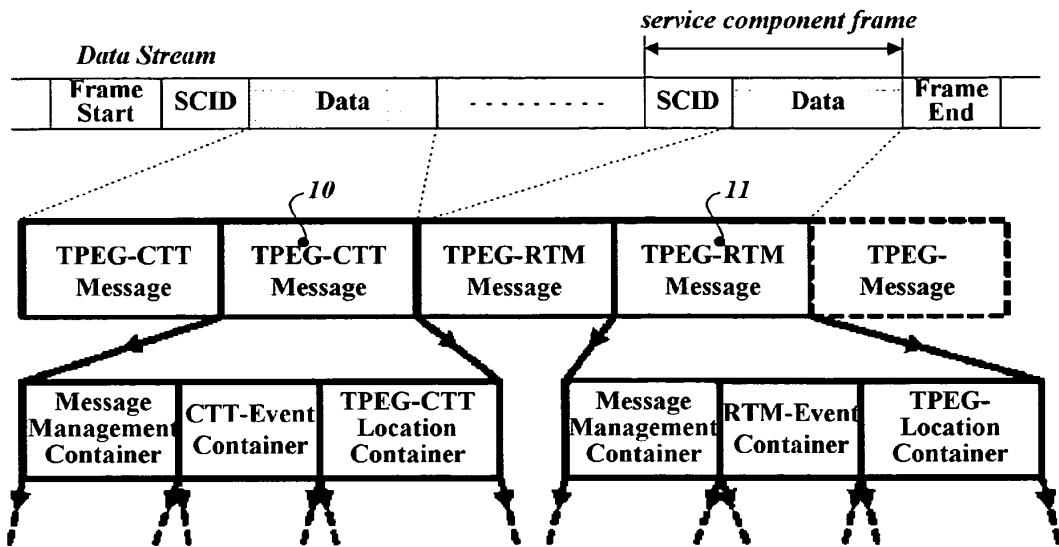 service component frame
Data Stream
Frame Start SCID Data SCID Data Frame End
10 11
TPEG-CTT Message TPEG-CTT Message TPEG-RTM Message TPEG-RTM Message TPEG- Message
Message Management Container CTT-Event Container TPEG-CTT Location Container Message Management Container RTM-Event Container TPEG- Location Container